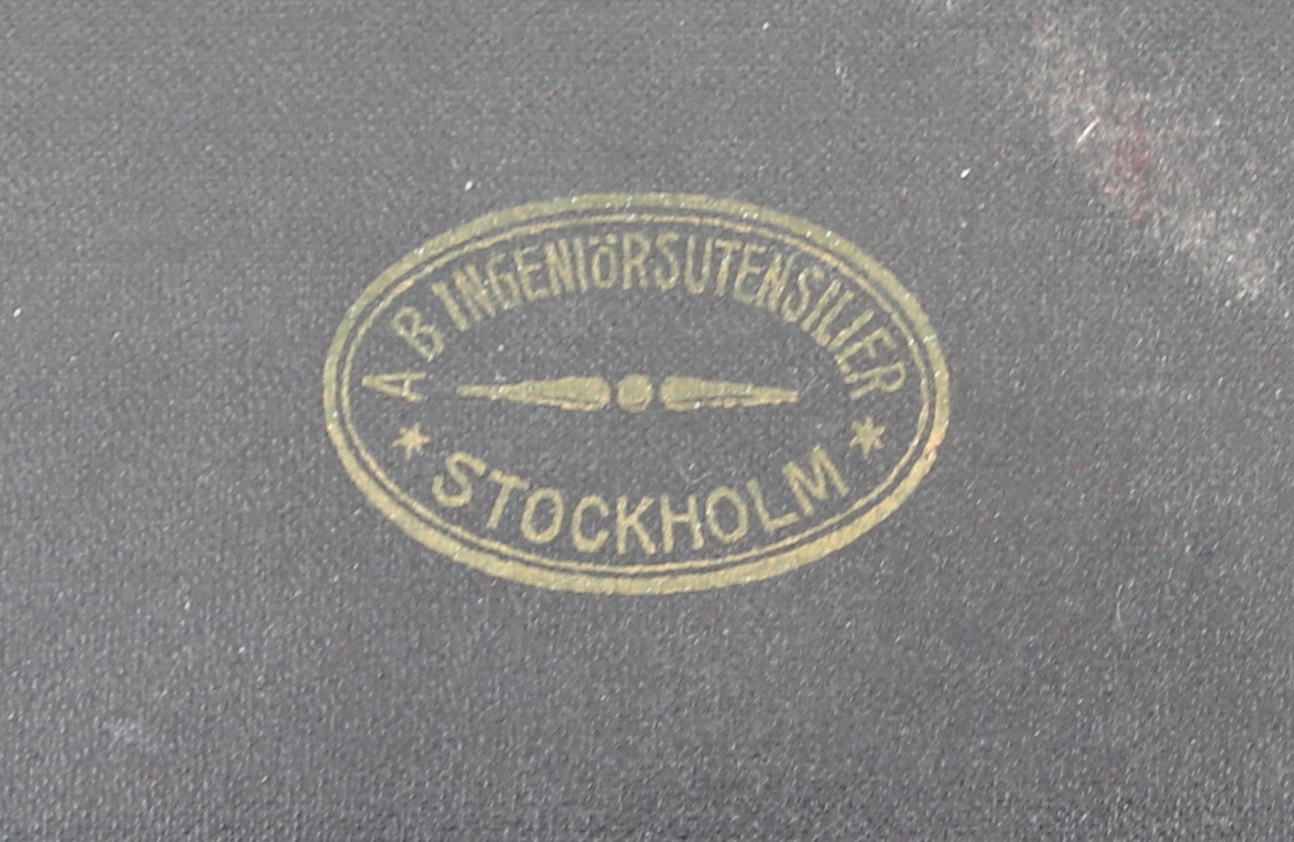 A B INGENIÖRSUTENSILIER
STOCKHOLM